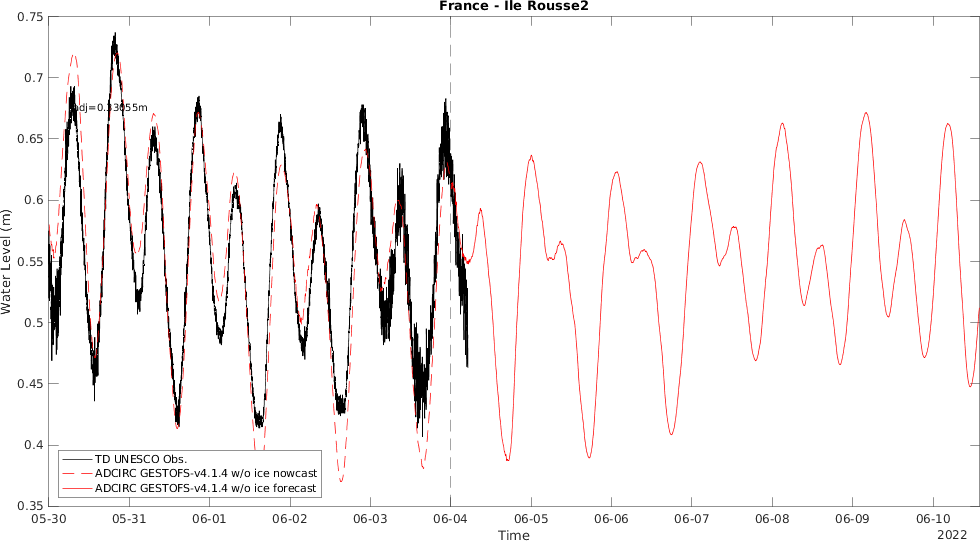 France - Ile Rousse2
0.75
0.7
0.65
0.6
0.55
0.5
0.45
0.4
0.35
Water Level (m)
TD UNESCO Obs.
ADCIRC GESTOFS-v4.1.4 w/o ice nowcast
ADCIRC GESTOFS-v4.1.4 w/o ice forecast
05-30 05-31 06-01 06-02 06-03 06-04 06-05 06-06 06-07 06-08 06-09 06-10
Time
2022